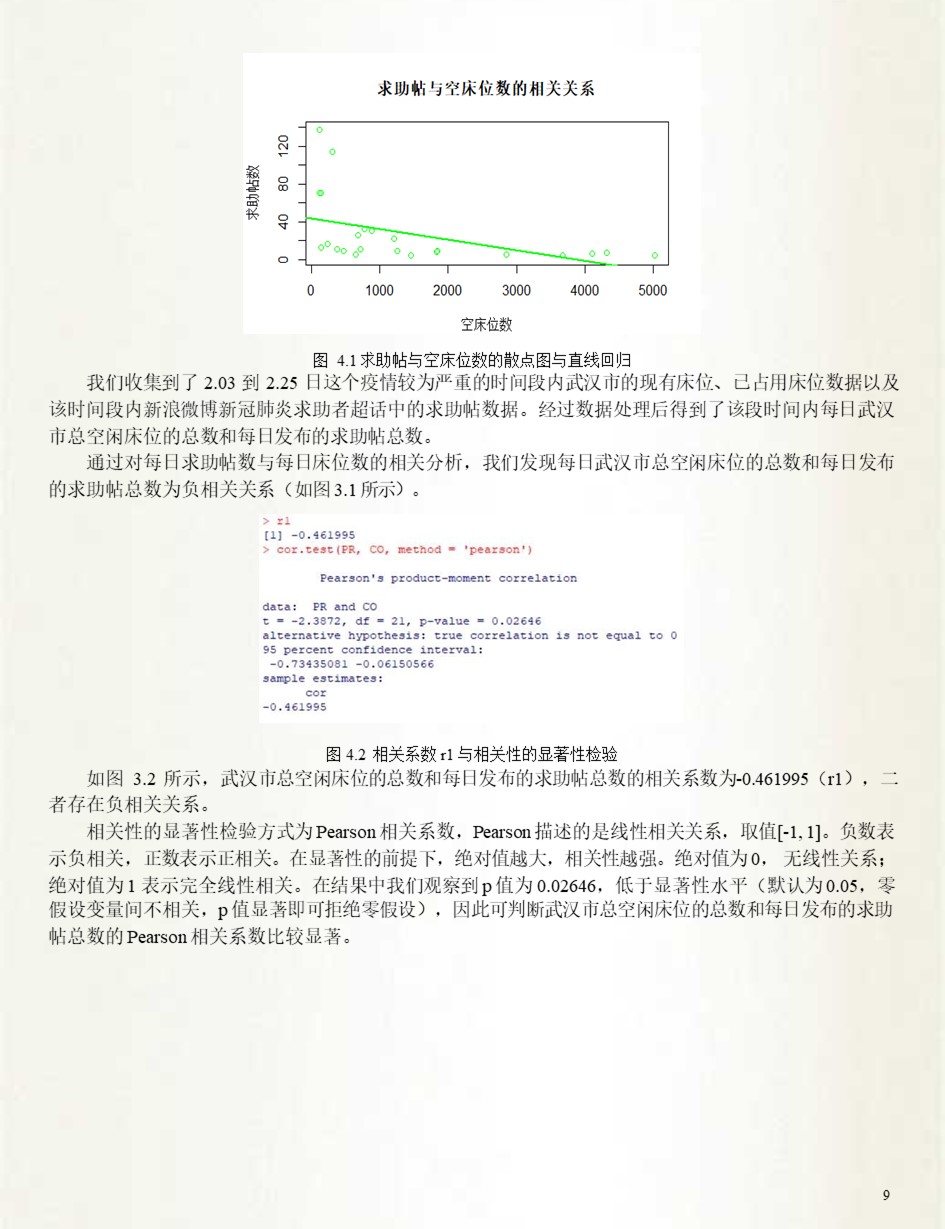 求助帖与空床位数的相关关系
求助帖数
0 40 80 120
0 1000 2000 3000 4000 5000
空床位数
图 4.1求助帖与空床位数的散点图与直线回归
我们收集到了 2.03 到 2.25 日这个疫情较为严重的时间段内武汉市的现有床位、已占用床位数据以及
该时间段内新浪微博新冠肺炎求助者超话中的求助帖数据。经过数据处理后得到了该段时间内每日武汉
市总空闲床位的总数和每日发布的求助帖总数。
通过对每日求助帖数与每日床位数的相关分析，我们发现每日武汉市总空闲床位的总数和每日发布
的求助帖总数为负相关关系（如图3.1所示）。
> r1
[1] -0.461995
> cor.test(PR, CO, method = 'pearson')
Pearson's product-moment correlation
data: PR and CO
t = -2.3872, df = 21, p-value = 0.02646
alternative hypothesis: true correlation is not equal to 0
95 percent confidence interval:
-0.73435081 -0.06150566
sample estimates:
cor
-0.461995
图 4.2 相关系数 r1 与相关性的显著性检验
如图 3.2 所示，武汉市总空闲床位的总数和每日发布的求助帖总数的相关系数为-0.461995（r1），二
者存在负相关关系。
相关性的显著性检验方式为Pearson 相关系数，Pearson 描述的是线性相关关系，取值[-1, 1]。负数表
示负相关，正数表示正相关。在显著性的前提下，绝对值越大，相关性越强。绝对值为0， 无线性关系；
绝对值为1 表示完全线性相关。在结果中我们观察到p 值为 0.02646，低于显著性水平（默认为0.05，零
假设变量间不相关，p 值显著即可拒绝零假设），因此可判断武汉市总空闲床位的总数和每日发布的求助
帖总数的 Pearson 相关系数比较显著。
9